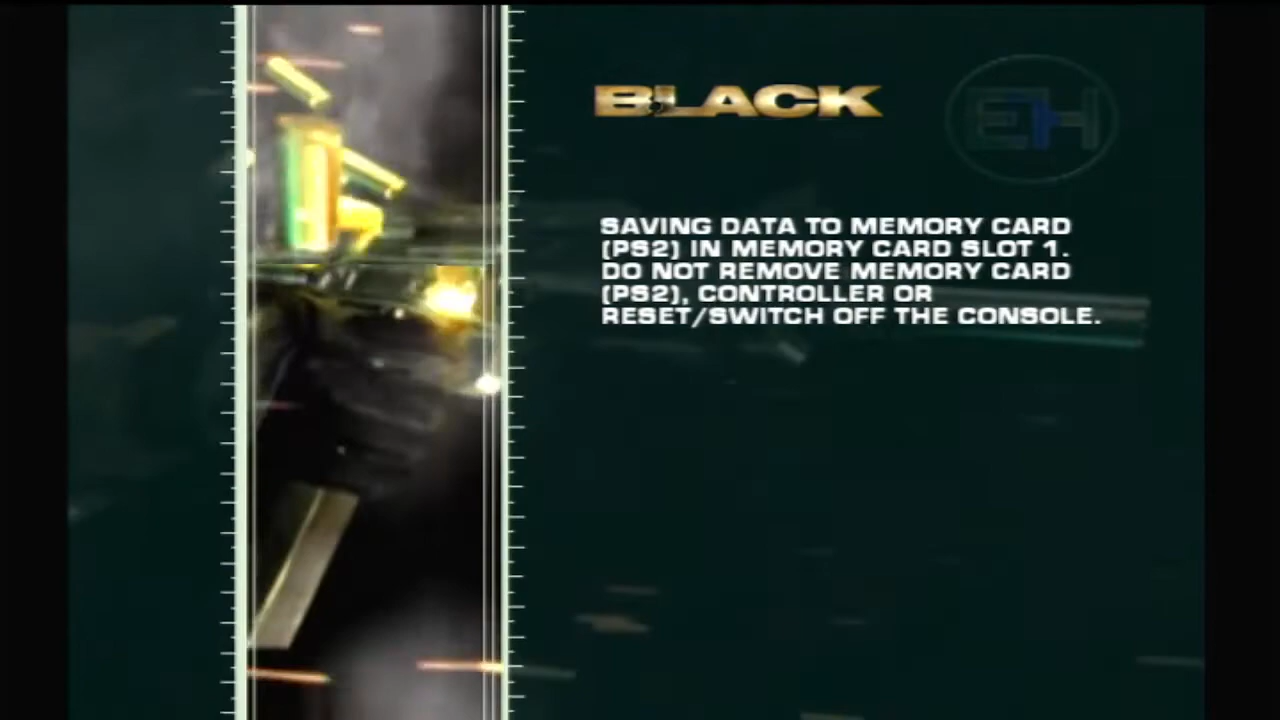 BLACK
EH
SAVING DATA TO MEMORY CARD
(PS2) IN MEMORY CARD SLOT 1.
DO NOT REMOVE MEMORY CARD
(PS2), CONTROLLER OR
RESET/SWITCH OFF THE CONSOLE.